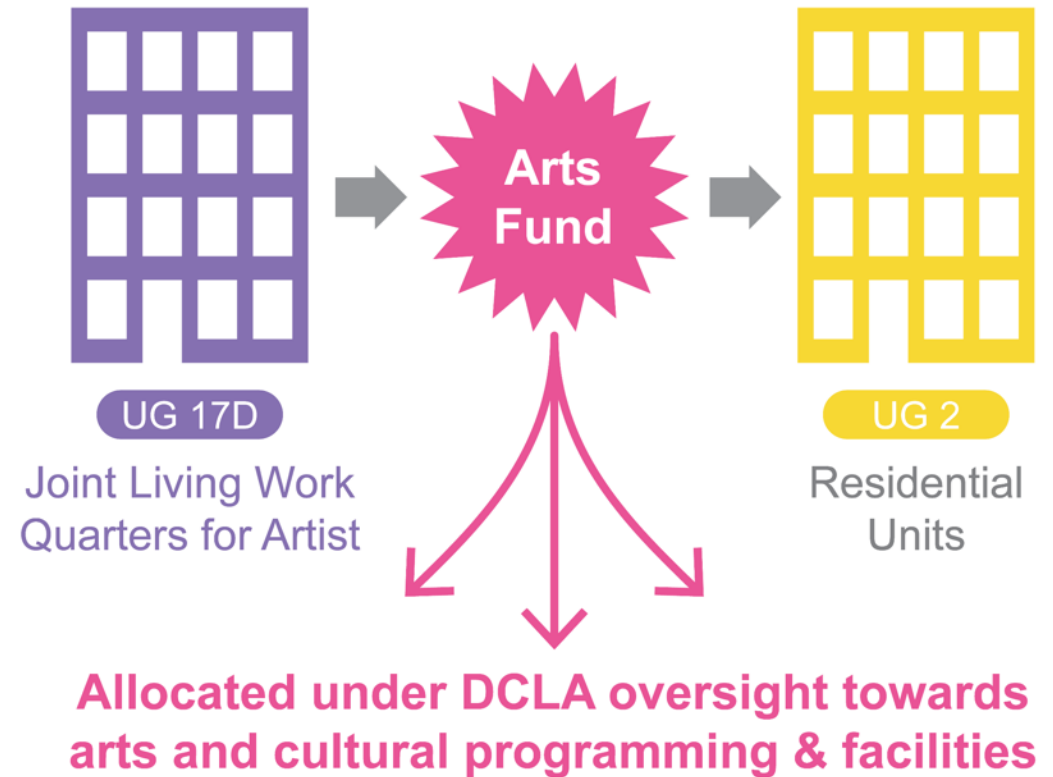 Arts
Fund
UG 17D
Joint Living Work
Quarters for Artist
UG 2
Residential
Units
Allocated under DCLA oversight towards
arts and cultural programming & facilities